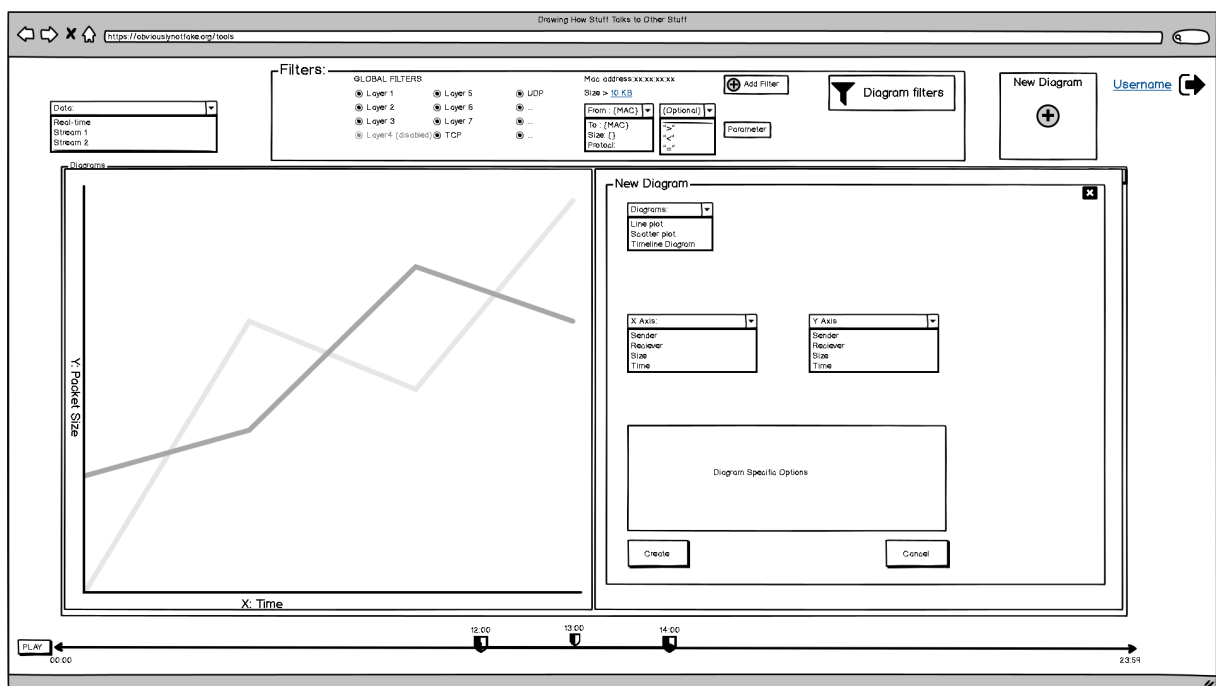 Drawing How Stuff Talks to Other Stuff
https://obviouslynotfake.org/tools
Filters:
GLOBAL FILTERS
Layer 1
Layer 2
Layer 3
Layer4 (disabled)
Layer 5
Layer 6
Layer 7
TCP
UDP
...
...
Mac address:xx:xx:xx:xx
Size > 10 KB
From : {MAC}
To : {MAC}
Size: {}
Protocl:
(Optional)
">"
"<"
"="
Add Filter
Parameter
Diagram filters
New Diagram
Username
Data:
Real-time
Stream 1
Stream 2
Diagrams
Y: Packet Size
X: Time
New Diagram
Diagrams:
Line plot
Scatter plot
Timeline Diagram
X Axis:
Sender
Reciever
Size
Time
Y Axis
Sender
Reciever
Size
Time
Diagram Specific Options
Create
Cancel
12:00
13:00
14:00
PLAY
00:00
23:59